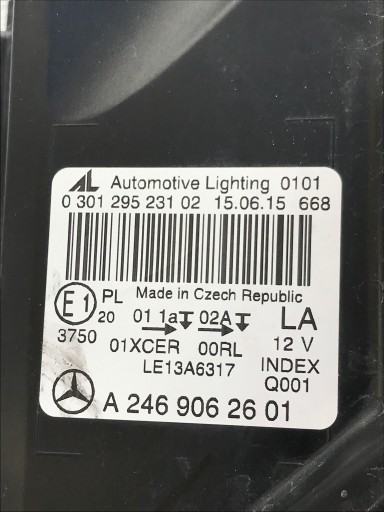 AL Automotive Lighting 0101
0 301 295 231 02 15.06.15 668
Made in Czech Republic
E1 PL 01 1a 02A LA
20
3750 01XCER 00RL 12 V
LE13A6317 INDEX
Q001
A 246 906 26 01